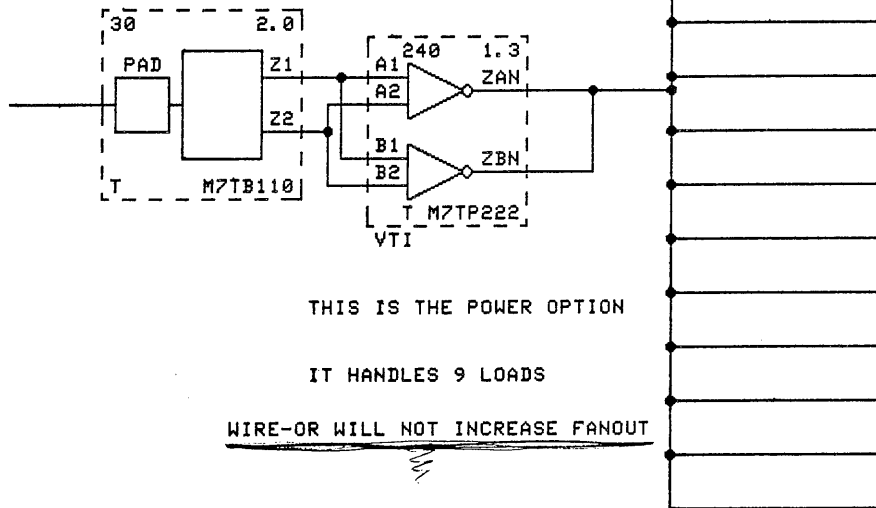 30 2.0
PAD Z1
Z2
T M7TB110
240 1.3
A1 ZAN
A2
B1 ZBN
B2
T M7TP222
VTI
THIS IS THE POWER OPTION
IT HANDLES 9 LOADS
WIRE-OR WILL NOT INCREASE FANOUT